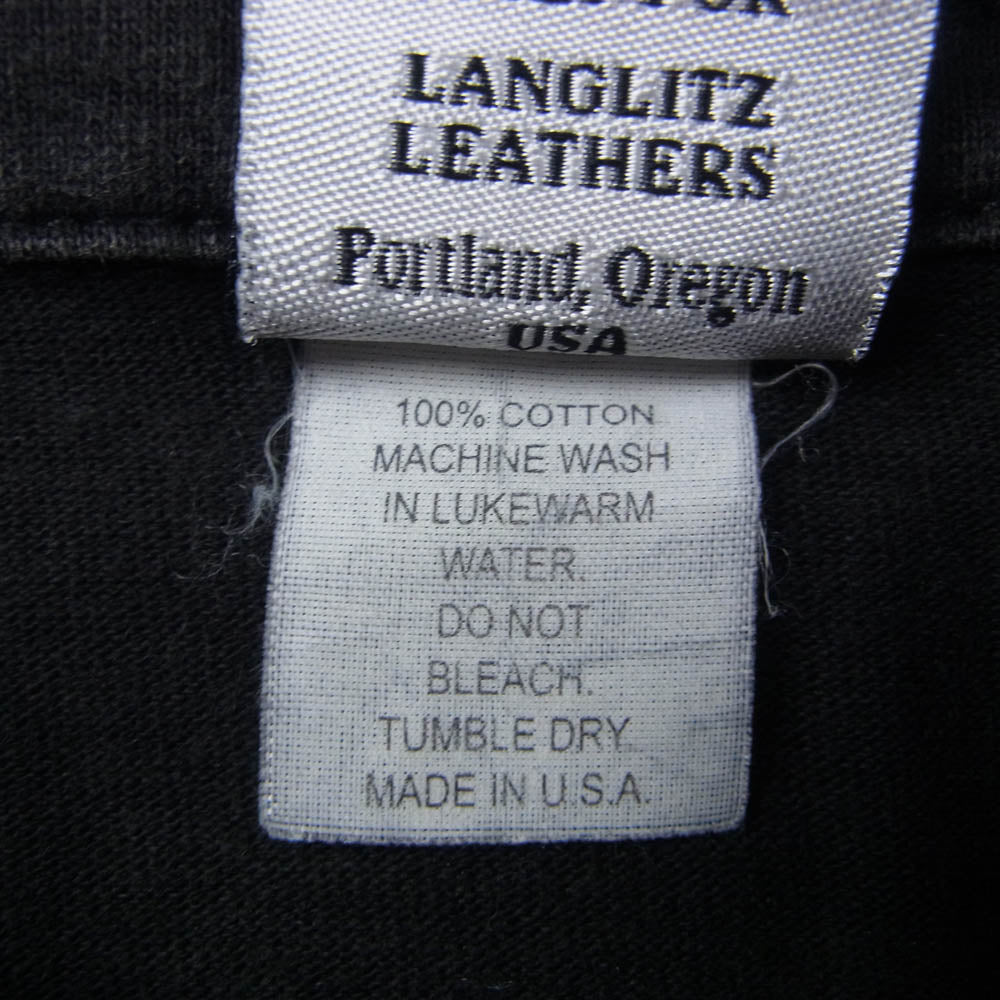 LANGLITZ
LEATHERS
Portland, Oregon
USA
100% COTTON
MACHINE WASH
IN LUKEWARM
WATER.
DO NOT
BLEACH.
TUMBLE DRY
MADE IN U.S.A.